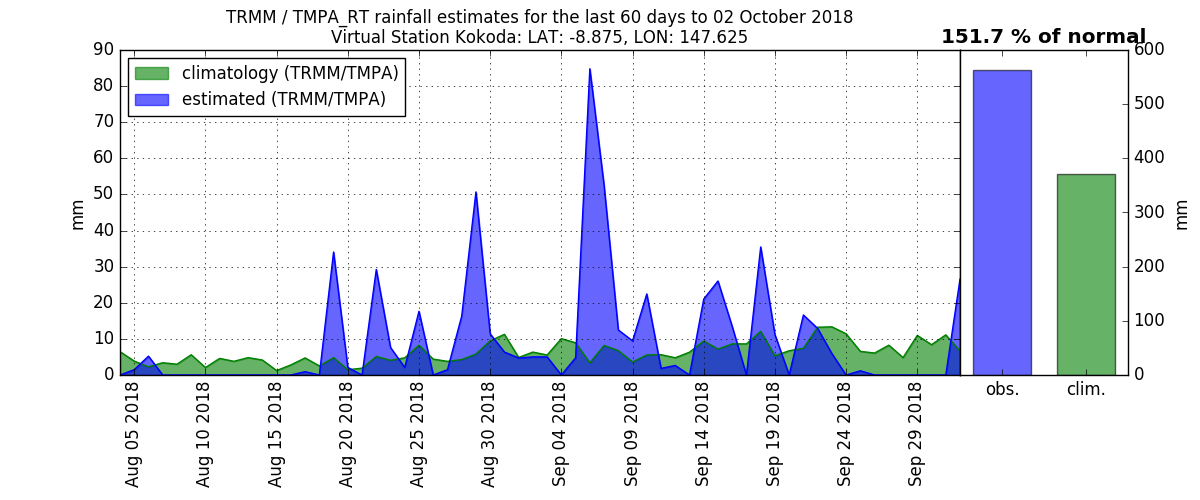 TRMM / TMPA_RT rainfall estimates for the last 60 days to 02 October 2018
Virtual Station Kokoda: LAT: -8.875, LON: 147.625
151.7 % of normal
climatology (TRMM/TMPA)
estimated (TRMM/TMPA)
mm
90
80
70
60
50
40
30
20
10
0
Aug 05 2018
Aug 10 2018
Aug 15 2018
Aug 20 2018
Aug 25 2018
Aug 30 2018
Sep 04 2018
Sep 09 2018
Sep 14 2018
Sep 19 2018
Sep 24 2018
Sep 29 2018
600
500
400
300
200
100
0
mm
obs.
clim.